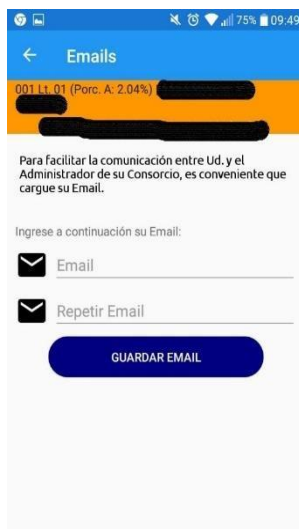 75% 09:49
Emails
001 Lt. 01 (Porc. A: 2.04%)
Para facilitar la comunicación entre Ud. y el
Administrador de su Consorcio, es conveniente que
cargue su Email.
Ingrese a continuación su Email:
Email
Repetir Email
GUARDAR EMAIL